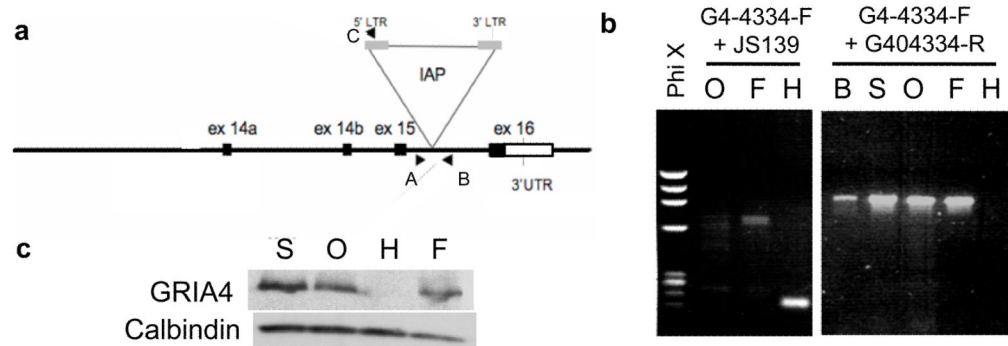 a
5' LTR
3' LTR
C
IAP
ex 14a
ex 14b
ex 15
ex 16
A
B
3'UTR
b
G4-4334-F
+ JS139
G4-4334-F
+ G404334-R
Phi X
O F H
B S O F H
c
S O H F
GRIA4
Calbindin